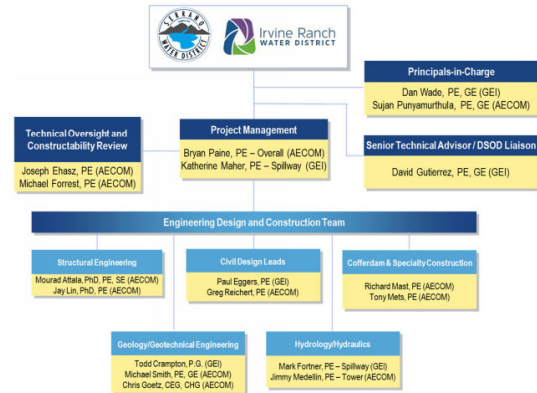 SERRANO
WATER DISTRICT
Irvine Ranch
WATER DISTRICT
Principals-in-Charge
Dan Wade, PE, GE (GEI)
Sujan Punyamurthula, PE, GE (AECOM)
Technical Oversight and
Constructability Review
Joseph Ehasz, PE (AECOM)
Michael Forrest, PE (AECOM)
Project Management
Bryan Paine, PE – Overall (AECOM)
Katherine Maher, PE – Spillway (GEI)
Senior Technical Advisor / DSOD Liaison
David Gutierrez, PE, GE (GEI)
Engineering Design and Construction Team
Structural Engineering
Mourad Attala, PhD, PE, SE (AECOM)
Jay Lin, PhD, PE (AECOM)
Civil Design Leads
Paul Eggers, PE (GEI)
Greg Reichert, PE (AECOM)
Cofferdam & Specialty Construction
Richard Mast, PE (AECOM)
Tony Mets, PE (AECOM)
Geology/Geotechnical Engineering
Todd Crampton, P.G. (GEI)
Michael Smith, PE, GE (AECOM)
Chris Goetz, CEG, CHG (AECOM)
Hydrology/Hydraulics
Mark Fortner, PE – Spillway (GEI)
Jimmy Medellin, PE – Tower (AECOM)